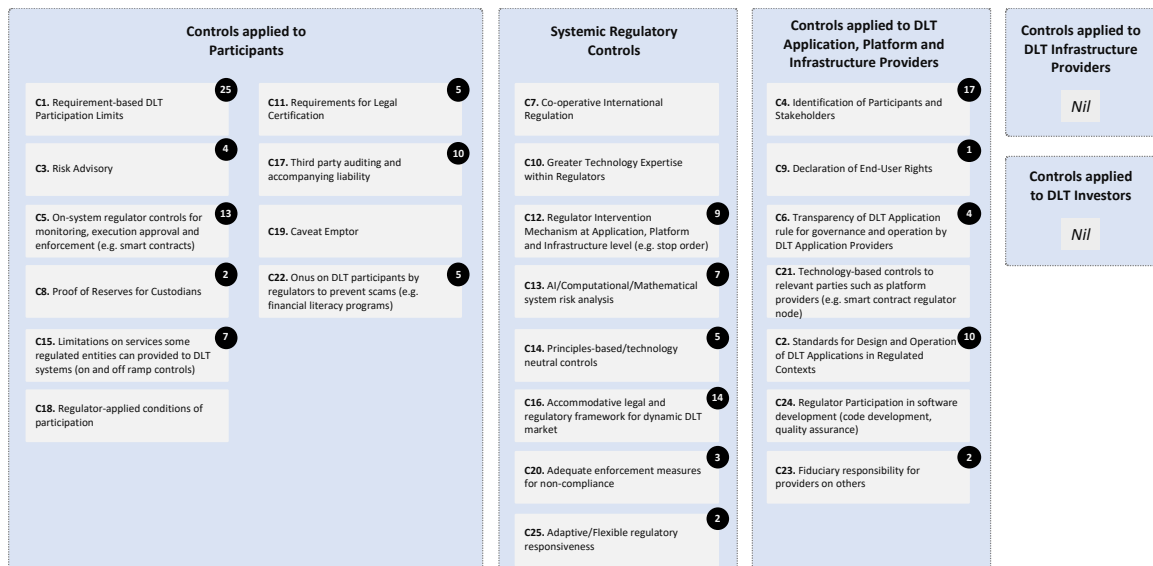 Controls applied to
Participants
25
C1. Requirement-based DLT
Participation Limits
4
C3. Risk Advisory
13
C5. On-system regulator controls for
monitoring, execution approval and
enforcement (e.g. smart contracts)
2
C8. Proof of Reserves for Custodians
7
C15. Limitations on services some
regulated entities can provided to DLT
systems (on and off ramp controls)
C18. Regulator-applied conditions of
participation
5
C11. Requirements for Legal
Certification
10
C17. Third party auditing and
accompanying liability
C19. Caveat Emptor
5
C22. Onus on DLT participants by
regulators to prevent scams (e.g.
financial literacy programs)
Systemic Regulatory
Controls
C7. Co-operative International
Regulation
C10. Greater Technology Expertise
within Regulators
9
C12. Regulator Intervention
Mechanism at Application, Platform
and Infrastructure level (e.g. stop order)
7
C13. AI/Computational/Mathematical
system risk analysis
5
C14. Principles-based/technology
neutral controls
14
C16. Accommodative legal and
regulatory framework for dynamic DLT
market
3
C20. Adequate enforcement measures
for non-compliance
2
C25. Adaptive/Flexible regulatory
responsiveness
Controls applied to DLT
Application, Platform and
Infrastructure Providers
17
C4. Identification of Participants and
Stakeholders
1
C9. Declaration of End-User Rights
4
C6. Transparency of DLT Application
rule for governance and operation by
DLT Application Providers
C21. Technology-based controls to
relevant parties such as platform
providers (e.g. smart contract regulator
node)
10
C2. Standards for Design and Operation
of DLT Applications in Regulated
Contexts
C24. Regulator Participation in software
development (code development,
quality assurance)
2
C23. Fiduciary responsibility for
providers on others
Controls applied to
DLT Infrastructure
Providers
Nil
Controls applied
to DLT Investors
Nil